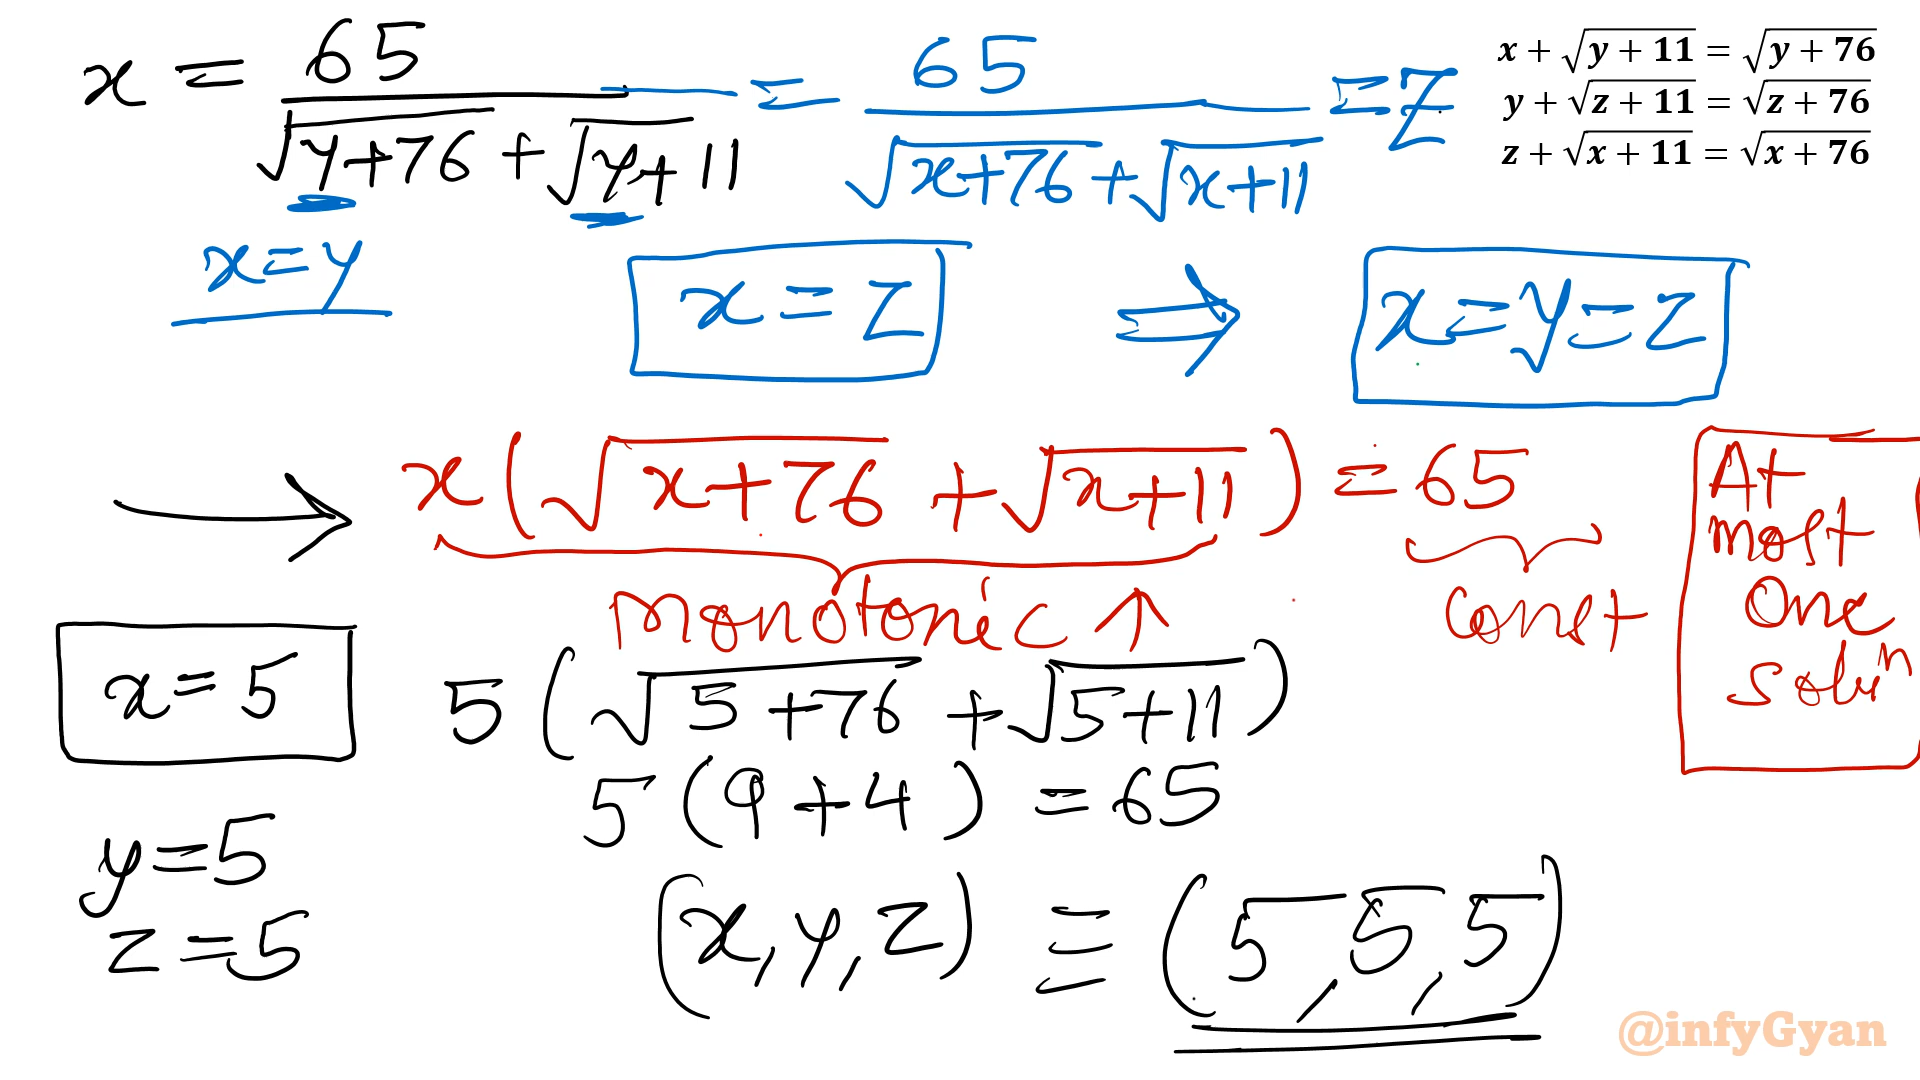 x = 65 / (√(y+76) + √(y+11)) = 65 / (√(x+76) + √(x+11)) = z
x + √(y + 11) = √(y + 76)
y + √(z + 11) = √(z + 76)
z + √(x + 11) = √(x + 76)
x = y
x = z ⇒ x = y = z
→ x(√(x+76) + √(x+11)) = 65
monotonic ↑
const
At
most
one
solun
x = 5
5(√(5+76) + √(5+11))
5(9+4) = 65
y = 5
z = 5
(x, y, z) ≡ (5, 5, 5)
@infyGyan